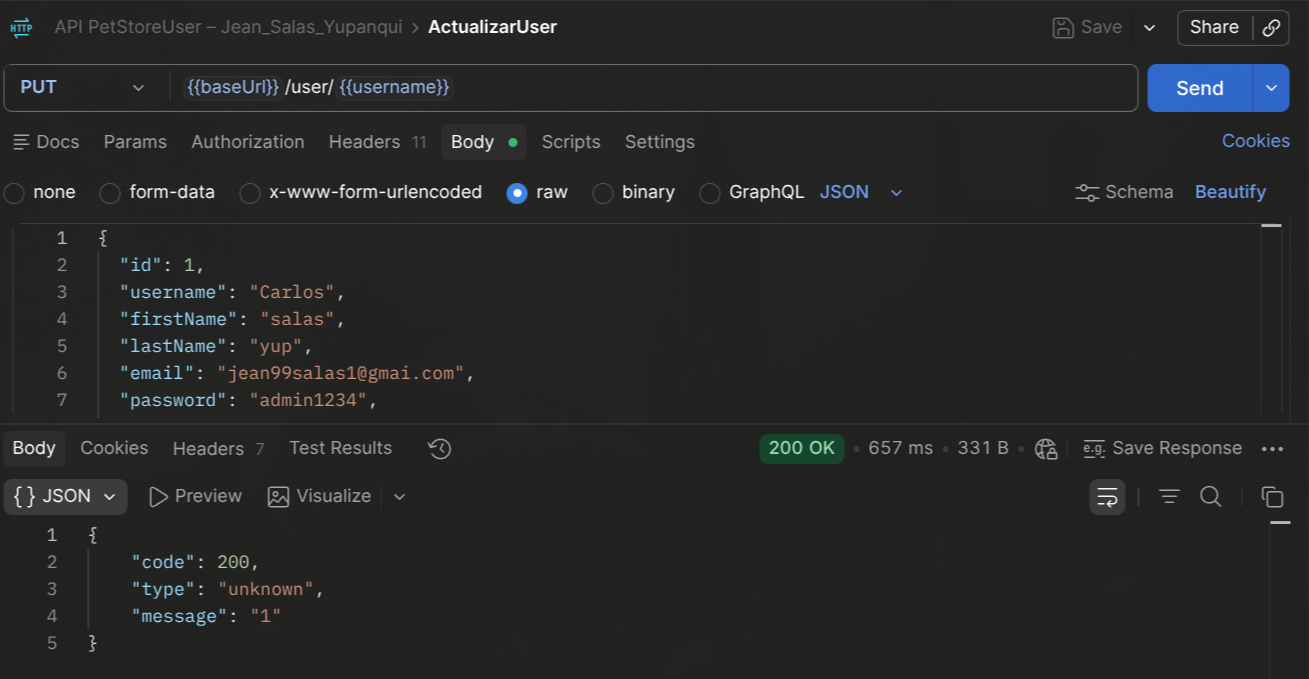 HTTP API PetStoreUser – Jean_Salas_Yupanqui > ActualizarUser Save Share
PUT {{baseUrl}} /user/ {{username}} Send
Docs Params Authorization Headers 11 Body Scripts Settings Cookies
none form-data x-www-form-urlencoded raw binary GraphQL JSON Schema Beautify
1 {
2 "id": 1,
3 "username": "Carlos",
4 "firstName": "salas",
5 "lastName": "yup",
6 "email": "jean99salas1@gmai.com",
7 "password": "admin1234",
Body Cookies Headers 7 Test Results 200 OK • 657 ms • 331 B • e.g. Save Response
{} JSON Preview Visualize
1 {
2 "code": 200,
3 "type": "unknown",
4 "message": "1"
5 }